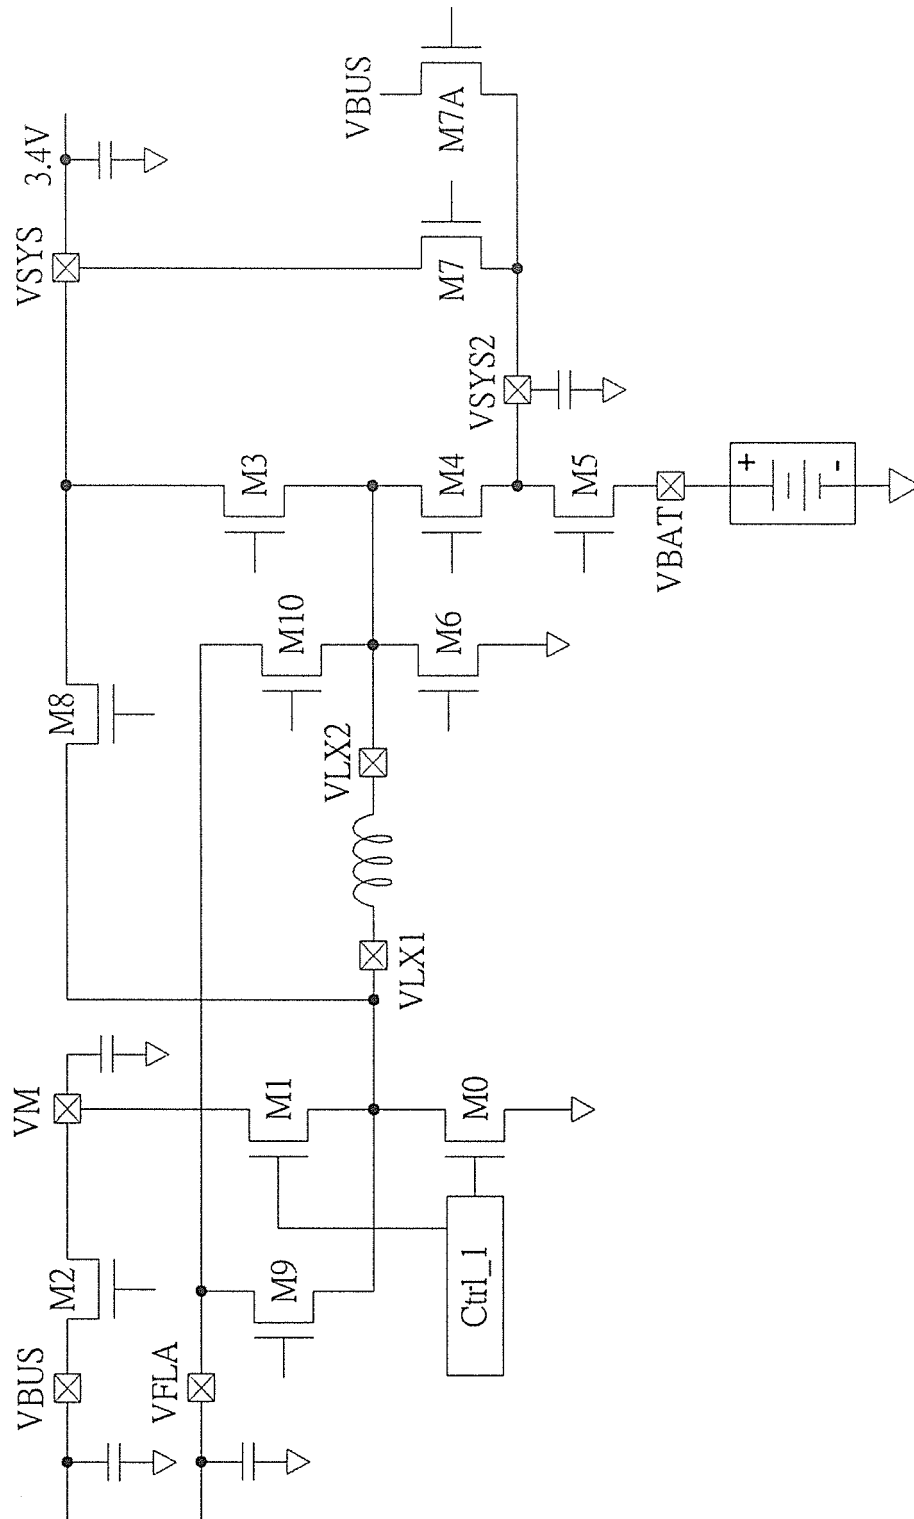 VBUS
M2
VM
M8
VSYS
3.4V
VFLA
M9
M1
M10
M3
M7
M7A
VBUS
VLX1
VLX2
M6
M4
VSYS2
M0
M5
Ctrl_1
VBAT
+
-